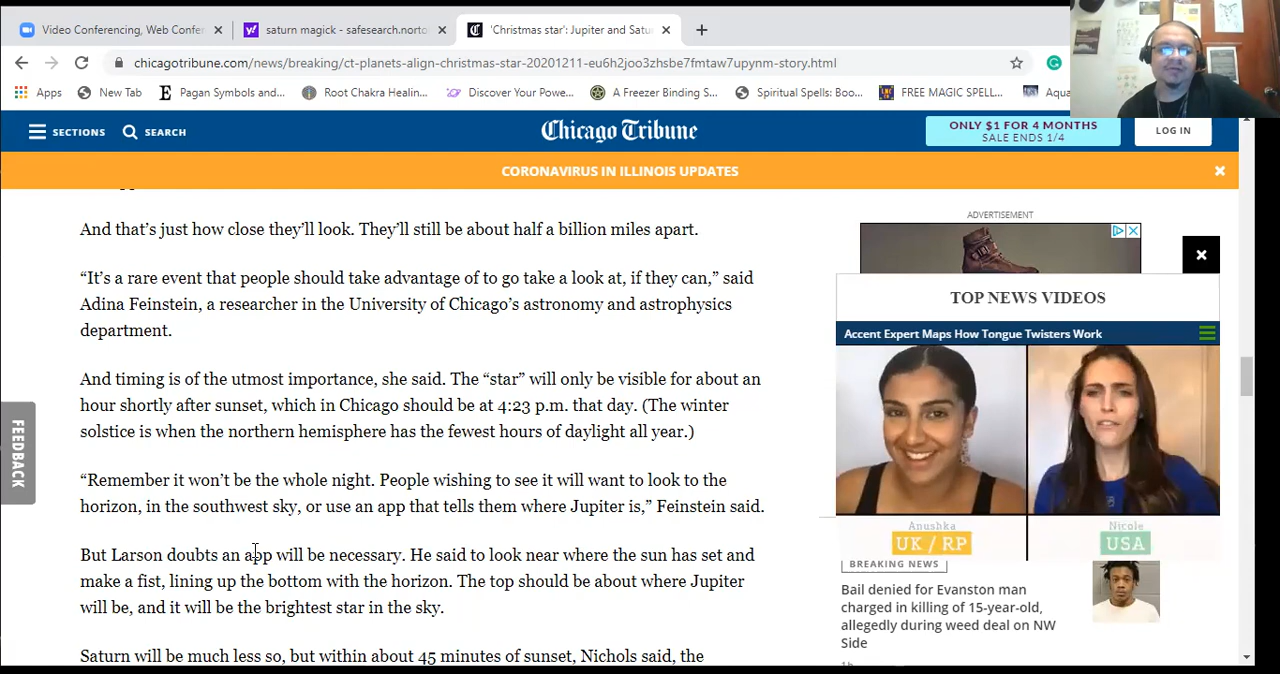 Video Conferencing, Web Confer
saturn magick - safesearch.norto
'Christmas star': Jupiter and Satu
chicagotribune.com/news/breaking/ct-planets-align-christmas-star-20201211-eu6h2joo3zhsbe7fmtaw7upynm-story.html
Apps
New Tab
Pagan Symbols and...
Root Chakra Healin...
Discover Your Powe...
A Freezer Binding S...
Spiritual Spells: Boo...
FREE MAGIC SPELL...
Aqua
SECTIONS
SEARCH
Chicago Tribune
ONLY $1 FOR 4 MONTHS
SALE ENDS 1/4
LOG IN
CORONAVIRUS IN ILLINOIS UPDATES
And that’s just how close they’ll look. They’ll still be about half a billion miles apart.
“It’s a rare event that people should take advantage of to go take a look at, if they can,” said
Adina Feinstein, a researcher in the University of Chicago’s astronomy and astrophysics
department.
And timing is of the utmost importance, she said. The “star” will only be visible for about an
hour shortly after sunset, which in Chicago should be at 4:23 p.m. that day. (The winter
solstice is when the northern hemisphere has the fewest hours of daylight all year.)
“Remember it won’t be the whole night. People wishing to see it will want to look to the
horizon, in the southwest sky, or use an app that tells them where Jupiter is,” Feinstein said.
But Larson doubts an app will be necessary. He said to look near where the sun has set and
make a fist, lining up the bottom with the horizon. The top should be about where Jupiter
will be, and it will be the brightest star in the sky.
Saturn will be much less so, but within about 45 minutes of sunset, Nichols said, the
FEEDBACK
ADVERTISEMENT
TOP NEWS VIDEOS
Accent Expert Maps How Tongue Twisters Work
Anushka
UK / RP
Nicole
USA
BREAKING NEWS
Bail denied for Evanston man
charged in killing of 15-year-old,
allegedly during weed deal on NW
Side
1h